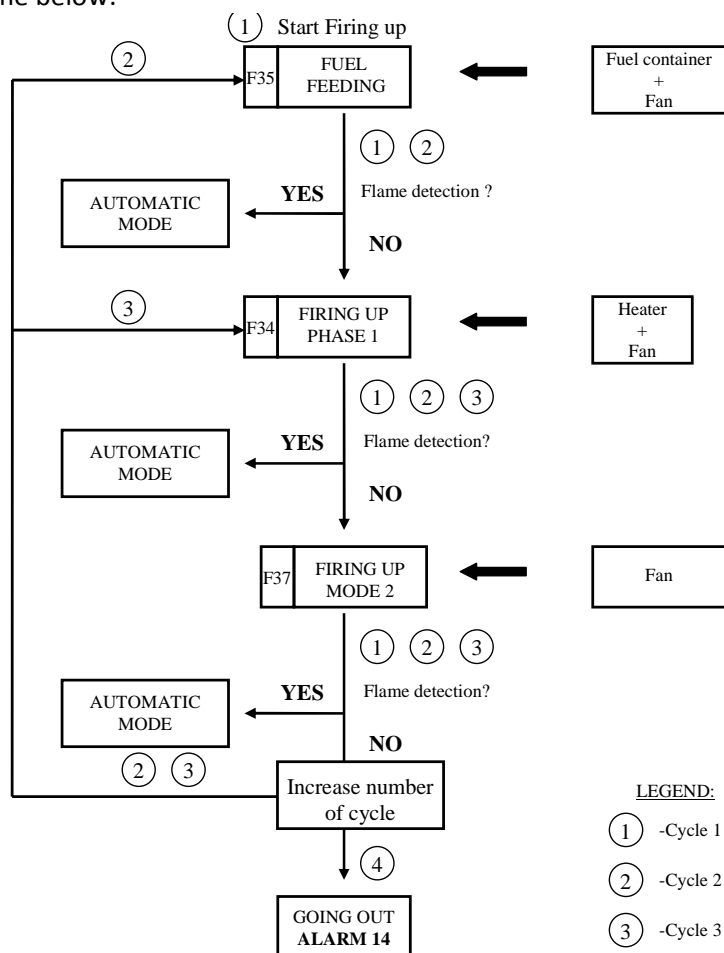 ① Start Firing up
②
F35
FUEL
FEEDING
Fuel container
+
Fan
① ②
YES
Flame detection ?
AUTOMATIC
MODE
NO
③
F34
FIRING UP
PHASE 1
Heater
+
Fan
① ② ③
YES
Flame detection?
AUTOMATIC
MODE
NO
F37
FIRING UP
MODE 2
Fan
① ② ③
YES
Flame detection?
AUTOMATIC
MODE
NO
② ③
Increase number
of cycle
LEGEND:
① -Cycle 1
④
② -Cycle 2
GOING OUT
ALARM 14
③ -Cycle 3